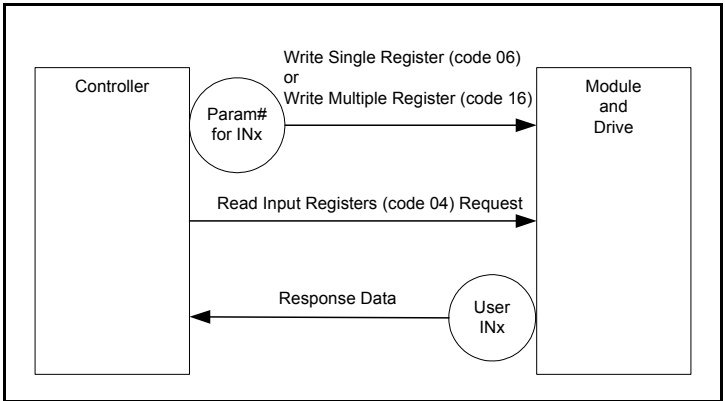 Controller
Param#
for INx
Write Single Register (code 06)
or
Write Multiple Register (code 16)
Module
and
Drive
Read Input Registers (code 04) Request
Response Data
User
INx